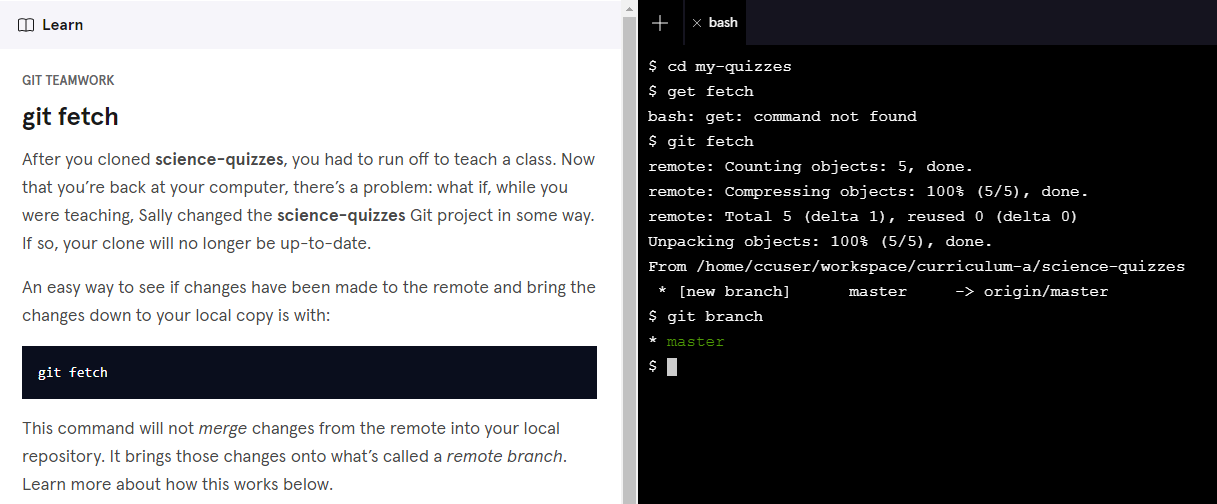 Learn
GIT TEAMWORK
git fetch
After you cloned science-quizzes, you had to run off to teach a class. Now
that you’re back at your computer, there’s a problem: what if, while you
were teaching, Sally changed the science-quizzes Git project in some way.
If so, your clone will no longer be up-to-date.
An easy way to see if changes have been made to the remote and bring the
changes down to your local copy is with:
git fetch
This command will not merge changes from the remote into your local
repository. It brings those changes onto what’s called a remote branch.
Learn more about how this works below.
bash
$ cd my-quizzes
$ get fetch
bash: get: command not found
$ git fetch
remote: Counting objects: 5, done.
remote: Compressing objects: 100% (5/5), done.
remote: Total 5 (delta 1), reused 0 (delta 0)
Unpacking objects: 100% (5/5), done.
From /home/ccuser/workspace/curriculum-a/science-quizzes
 * [new branch]      master     -> origin/master
$ git branch
* master
$